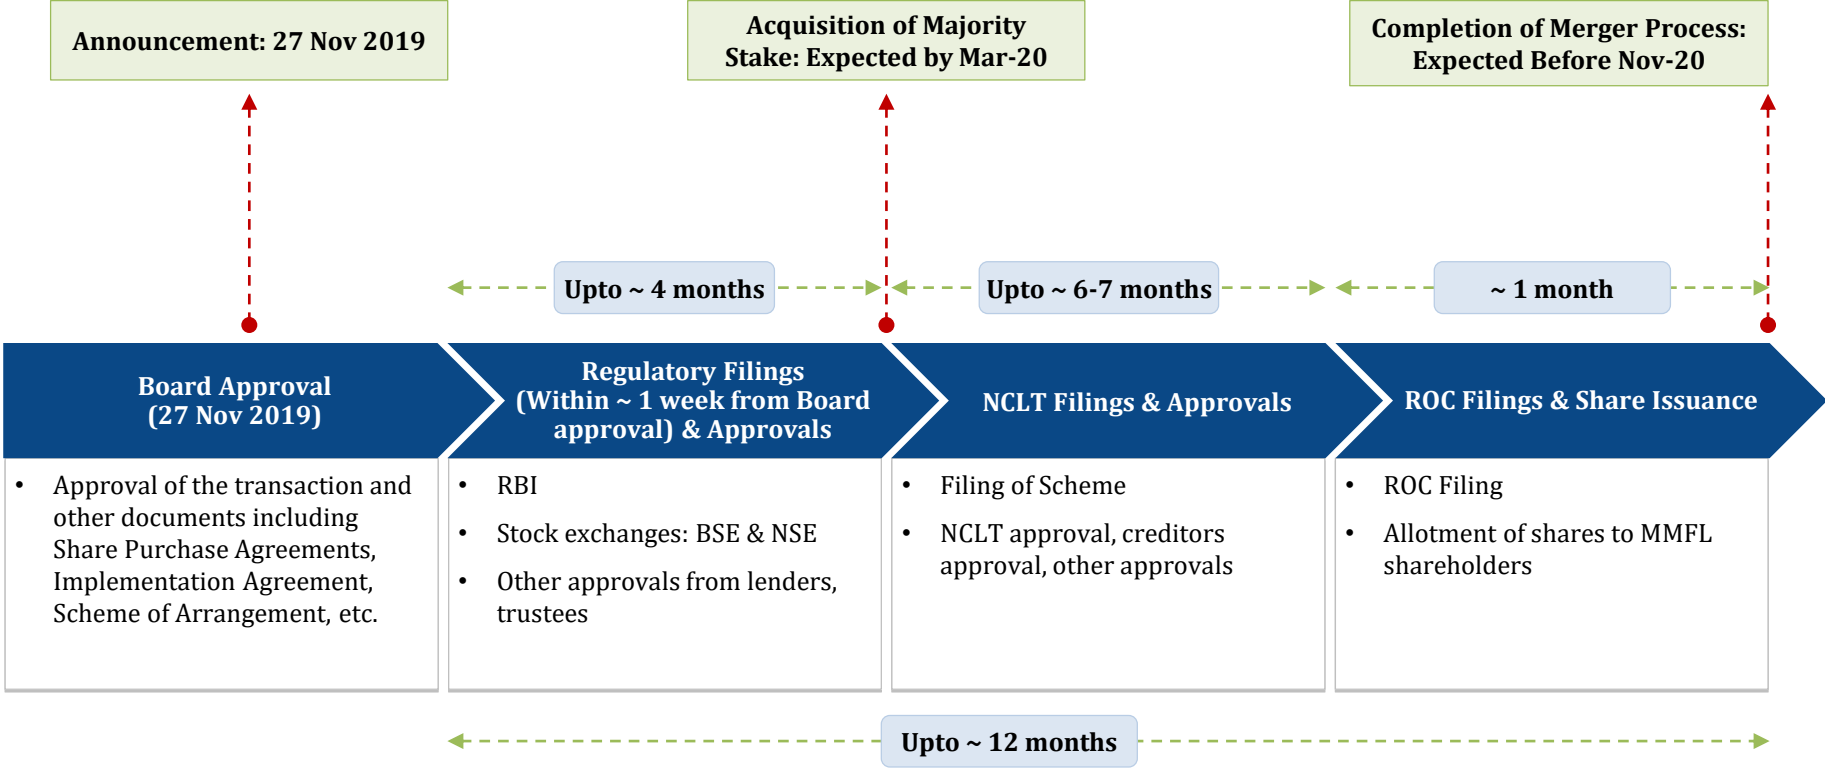 Announcement: 27 Nov 2019
Acquisition of Majority
Stake: Expected by Mar-20
Completion of Merger Process:
Expected Before Nov-20
Upto ~ 4 months
Upto ~ 6-7 months
~ 1 month
Board Approval
(27 Nov 2019)
Regulatory Filings
(Within ~ 1 week from Board
approval) & Approvals
NCLT Filings & Approvals
ROC Filings & Share Issuance
• Approval of the transaction and
other documents including
Share Purchase Agreements,
Implementation Agreement,
Scheme of Arrangement, etc.
• RBI
• Stock exchanges: BSE & NSE
• Other approvals from lenders,
trustees
• Filing of Scheme
• NCLT approval, creditors
approval, other approvals
• ROC Filing
• Allotment of shares to MMFL
shareholders
Upto ~ 12 months